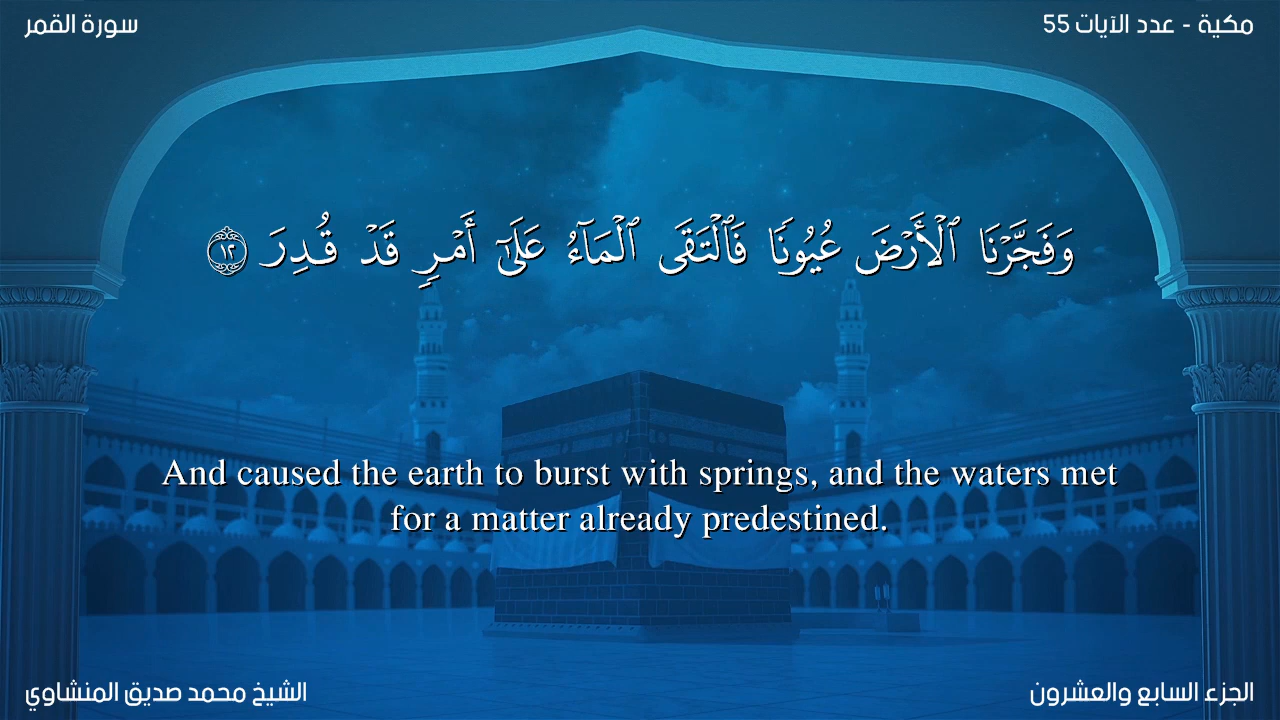 سورة القمر
مكية - عدد الآيات 55
وَفَجَّرْنَا ٱلْأَرْضَ عُيُونًا فَٱلْتَقَى ٱلْمَآءُ عَلَىٰٓ أَمْرٍ قَدْ قُدِرَ ١٢
And caused the earth to burst with springs, and the waters met
for a matter already predestined.
الشيخ محمد صديق المنشاوي
الجزء السابع والعشرون